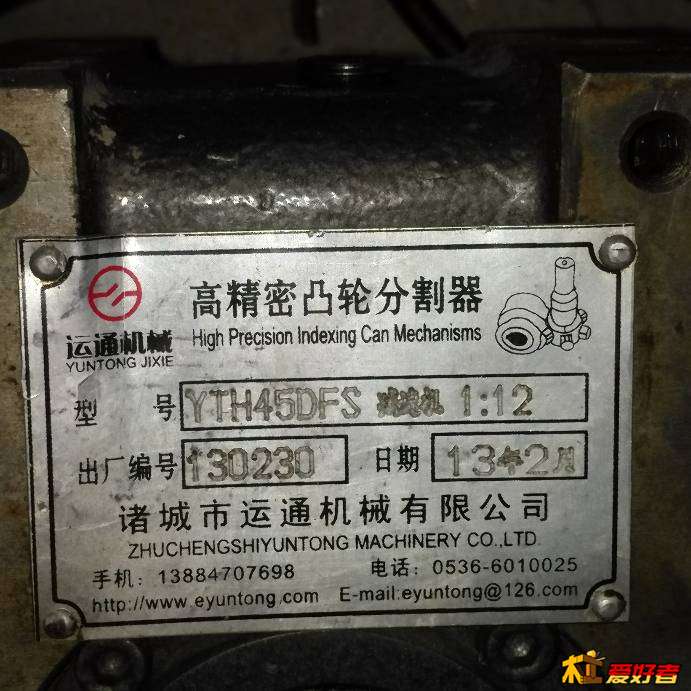 高精密凸轮分割器
High Precision Indexing Can Mechanisms
运通机械
YUNTONG JIXIE
型 号 YTH45DFS 清洗机 1:12
出厂编号 130230 日期 13年2月
诸城市运通机械有限公司
ZHUCHENGSHIYUNTONG MACHINERY CO.,LTD.
手机：13884707698 电话：0536-6010025
http://www.eyuntong.com E-mail:eyuntong@126.com
爱好者